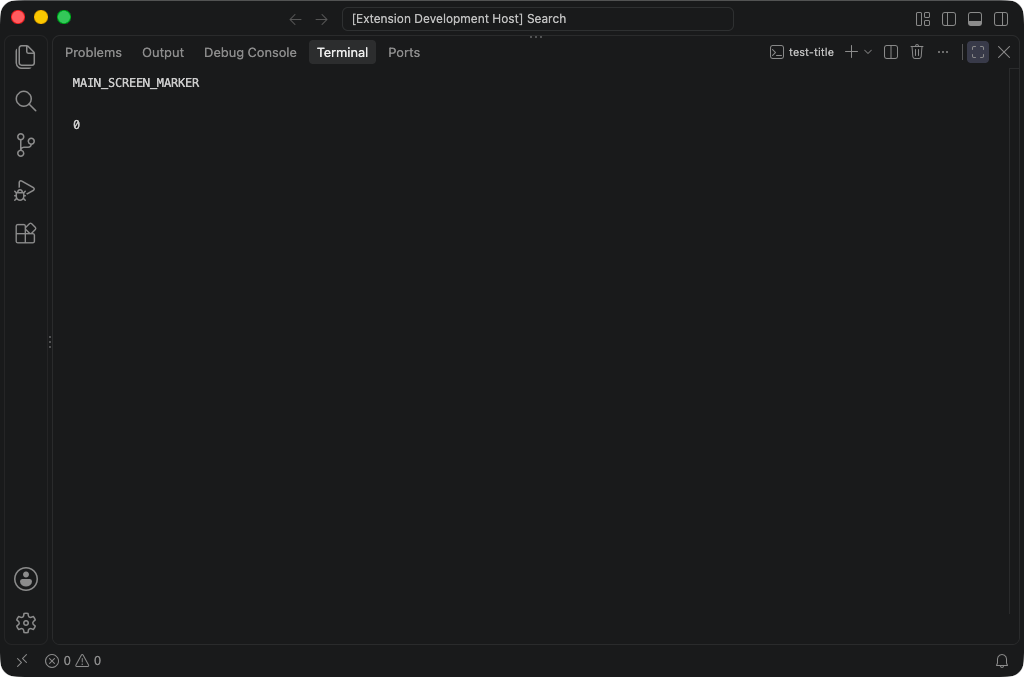 [Extension Development Host] Search
Problems Output Debug Console Terminal Ports test-title
MAIN_SCREEN_MARKER
0
0 0